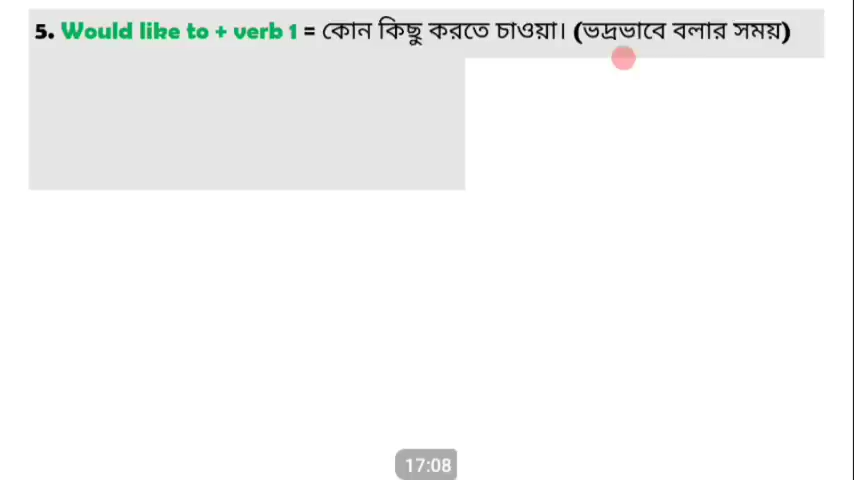 5. Would like to + verb 1 = কোন কিছু করতে চাওয়া। (ভদ্রভাবে বলার সময়)
17:08